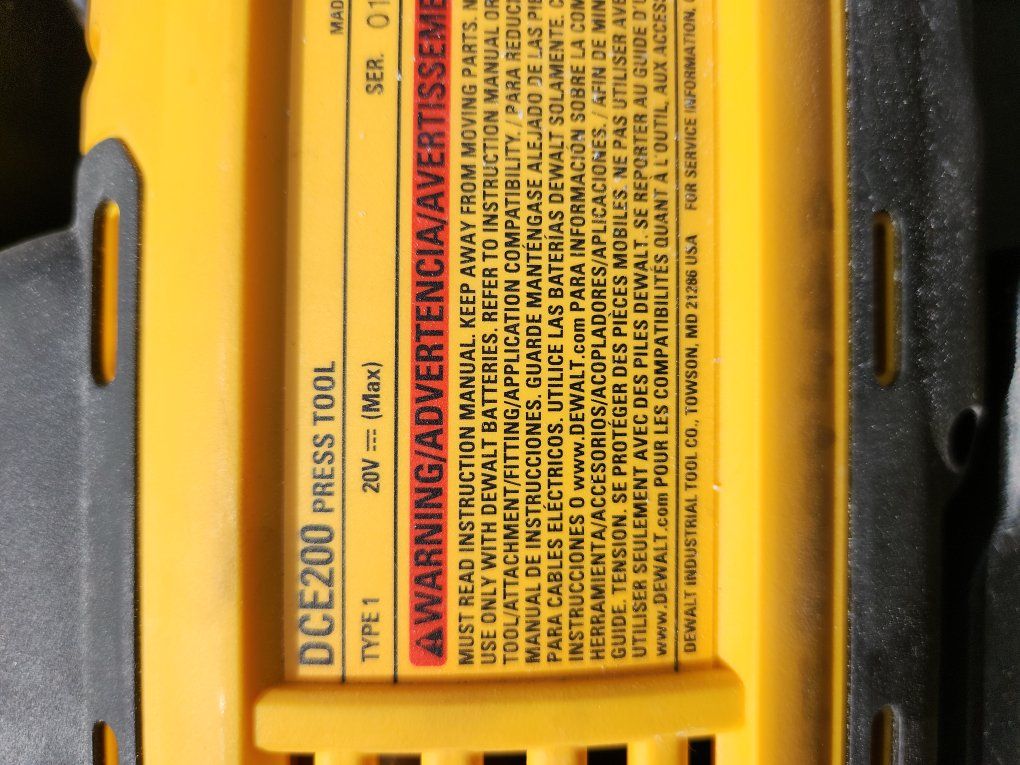 DCE200 PRESS TOOL MAD
TYPE 1 20V (Max) SER. 01
WARNING/ADVERTENCIA/AVERTISSEME
MUST READ INSTRUCTION MANUAL. KEEP AWAY FROM MOVING PARTS. N
USE ONLY WITH DEWALT BATTERIES. REFER TO INSTRUCTION MANUAL OR
TOOL/ATTACHMENT/FITTING/APPLICATION COMPATIBILITY. / PARA REDUC
MANUAL DE INSTRUCCIONES. GUARDE MANTÉNGASE ALEJADO DE LAS PIE
PARA CABLES ELÉCTRICOS. UTILICE LAS BATERÍAS DEWALT SOLAMENTE. C
INSTRUCCIONES O www.DEWALT.com PARA INFORMACIÓN SOBRE LA COM
HERRAMIENTA/ACCESORIOS/ACOPLADORES/APLICACIONES. / AFIN DE MIN
GUIDE. TENSION. SE PROTÉGER DES PIÈCES MOBILES. NE PAS UTILISER AVE
UTILISER SEULEMENT AVEC DES PILES DEWALT. SE REPORTER AU GUIDE D'U
www.DEWALT.com POUR LES COMPATIBILITÉS QUANT À L'OUTIL, AUX ACCESS
DEWALT INDUSTRIAL TOOL CO., TOWSON, MD 21286 USA FOR SERVICE INFORMATION, C